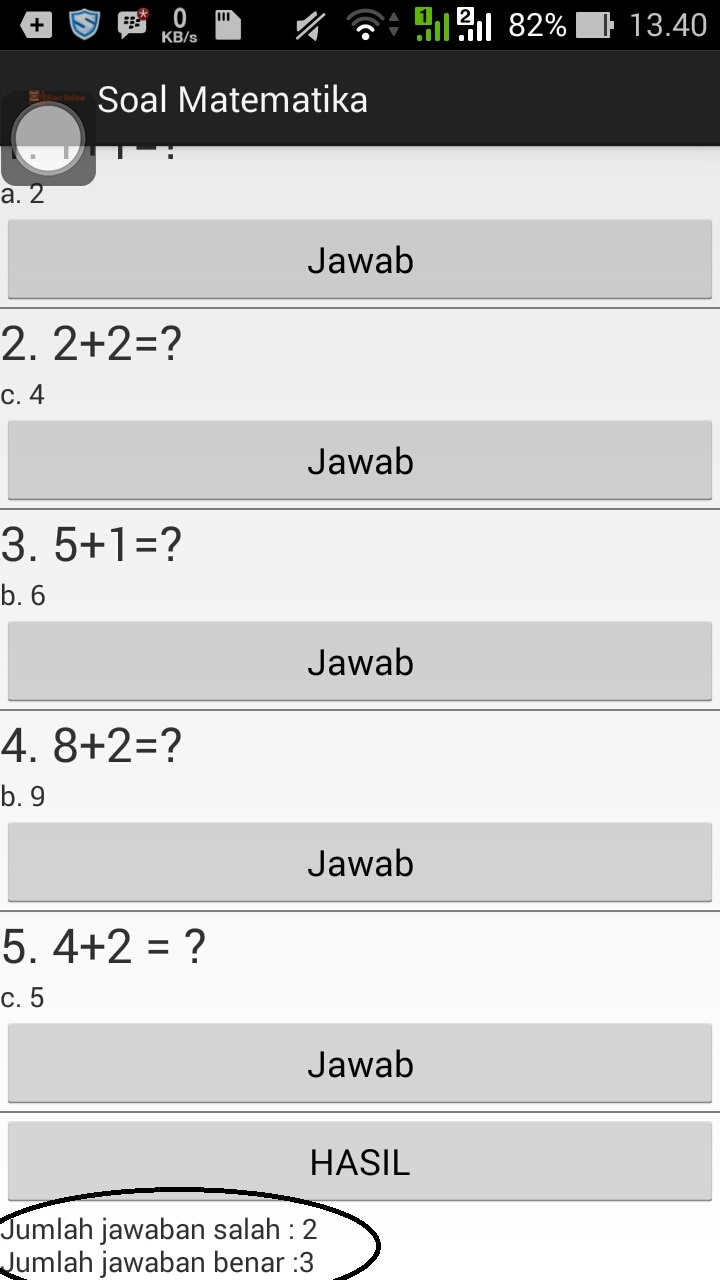 0
KB/s
1
2
82%
13.40
Soal Matematika
a. 2
Jawab
2. 2+2=?
c. 4
Jawab
3. 5+1=?
b. 6
Jawab
4. 8+2=?
b. 9
Jawab
5. 4+2 = ?
c. 5
Jawab
HASIL
Jumlah jawaban salah : 2
Jumlah jawaban benar :3